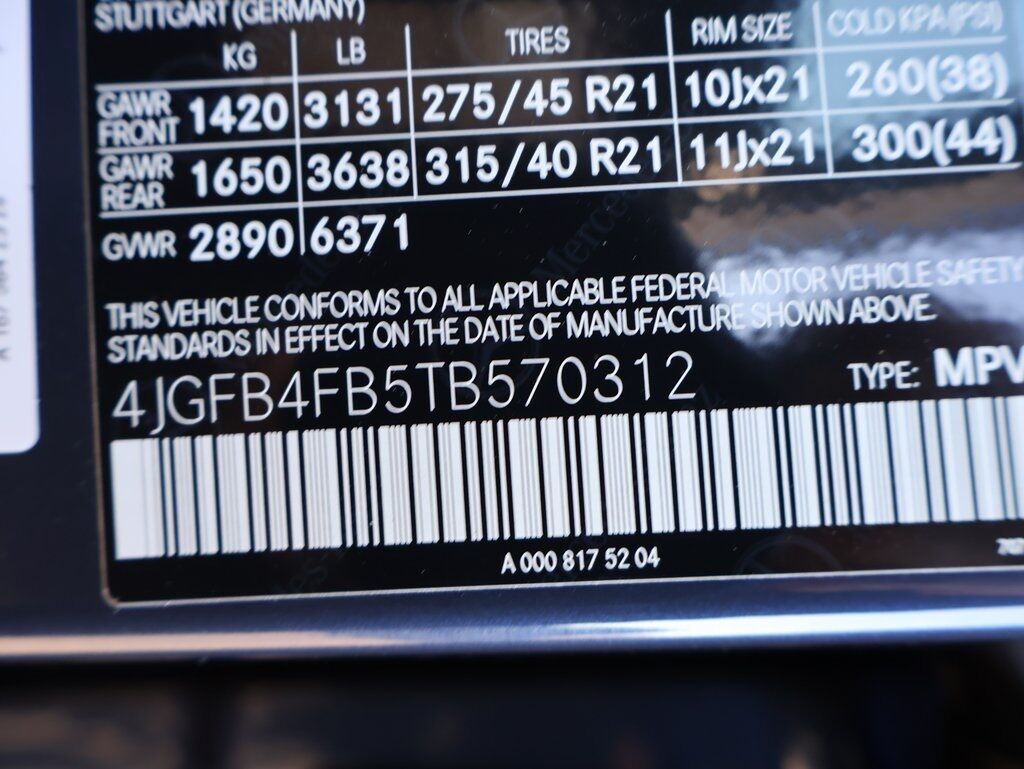 STUTTGART (GERMANY)
KG LB TIRES RIM SIZE COLD KPA(PSI)
GAWR FRONT 1420 3131 275/45 R21 10Jx21 260(38)
GAWR REAR 1650 3638 315/40 R21 11Jx21 300(44)
GVWR 2890 6371
THIS VEHICLE CONFORMS TO ALL APPLICABLE FEDERAL MOTOR VEHICLE SAFETY
STANDARDS IN EFFECT ON THE DATE OF MANUFACTURE SHOWN ABOVE.
4JGFB4FB5TB570312 TYPE: MPV
A 000 817 52 04